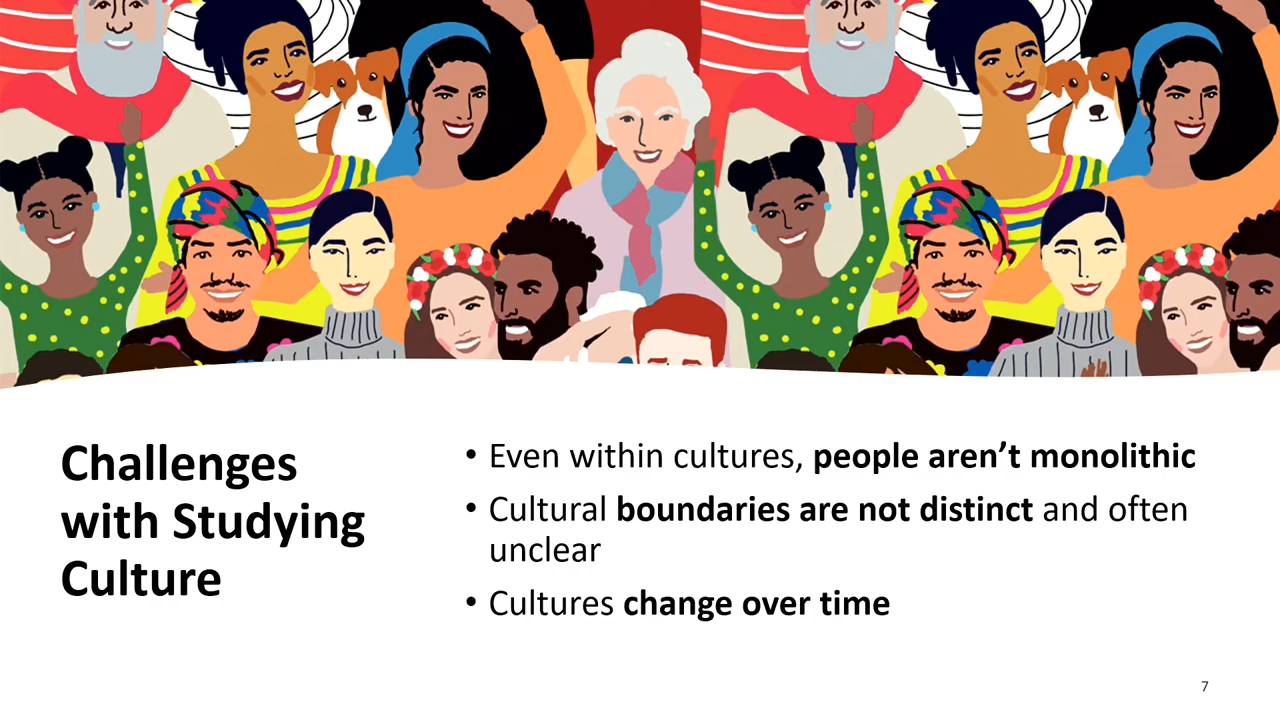 Challenges
with Studying
Culture
• Even within cultures, people aren’t monolithic
• Cultural boundaries are not distinct and often
unclear
• Cultures change over time
7